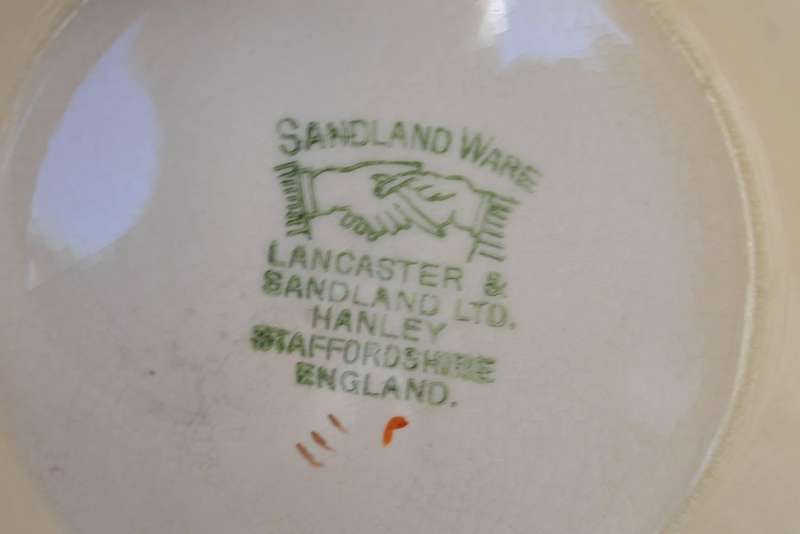 SANDLAND WARE
LANCASTER &
SANDLAND LTD.
HANLEY
STAFFORDSHIRE
ENGLAND.